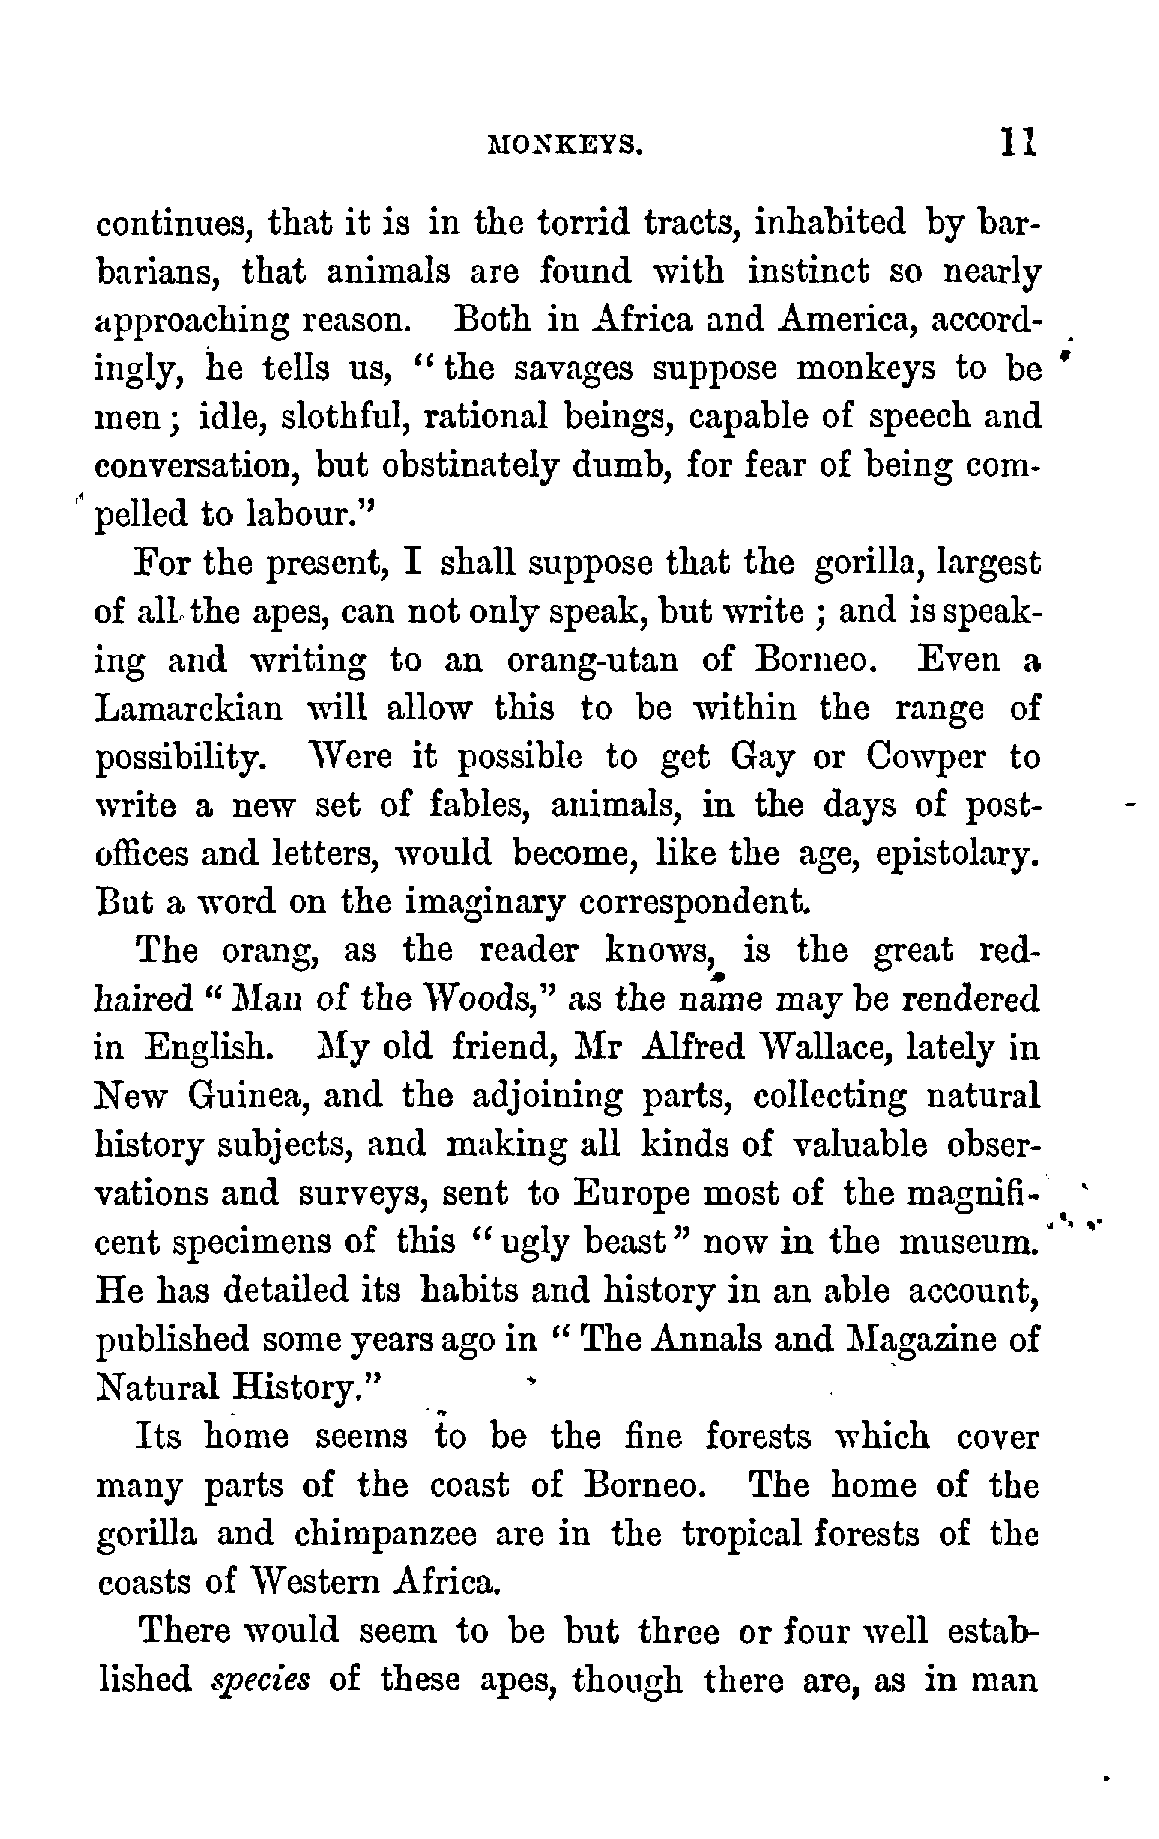 MONKEYS. 11
continues, that it is in the torrid tracts, inhabited by bar-
barians, that animals are found with instinct so nearly
approaching reason. Both in Africa and America, accord-
ingly, he tells us, “ the savages suppose monkeys to be
men ; idle, slothful, rational beings, capable of speech and
conversation, but obstinately dumb, for fear of being com-
pelled to labour.”
For the present, I shall suppose that the gorilla, largest
of all the apes, can not only speak, but write ; and is speak-
ing and writing to an orang-utan of Borneo. Even a
Lamarckian will allow this to be within the range of
possibility. Were it possible to get Gay or Cowper to
write a new set of fables, animals, in the days of post-
offices and letters, would become, like the age, epistolary.
But a word on the imaginary correspondent.
The orang, as the reader knows, is the great red-
haired “ Man of the Woods,” as the name may be rendered
in English. My old friend, Mr Alfred Wallace, lately in
New Guinea, and the adjoining parts, collecting natural
history subjects, and making all kinds of valuable obser-
vations and surveys, sent to Europe most of the magnifi-
cent specimens of this “ ugly beast ” now in the museum.
He has detailed its habits and history in an able account,
published some years ago in “ The Annals and Magazine of
Natural History.”
Its home seems to be the fine forests which cover
many parts of the coast of Borneo. The home of the
gorilla and chimpanzee are in the tropical forests of the
coasts of Western Africa.
There would seem to be but three or four well estab-
lished species of these apes, though there are, as in man